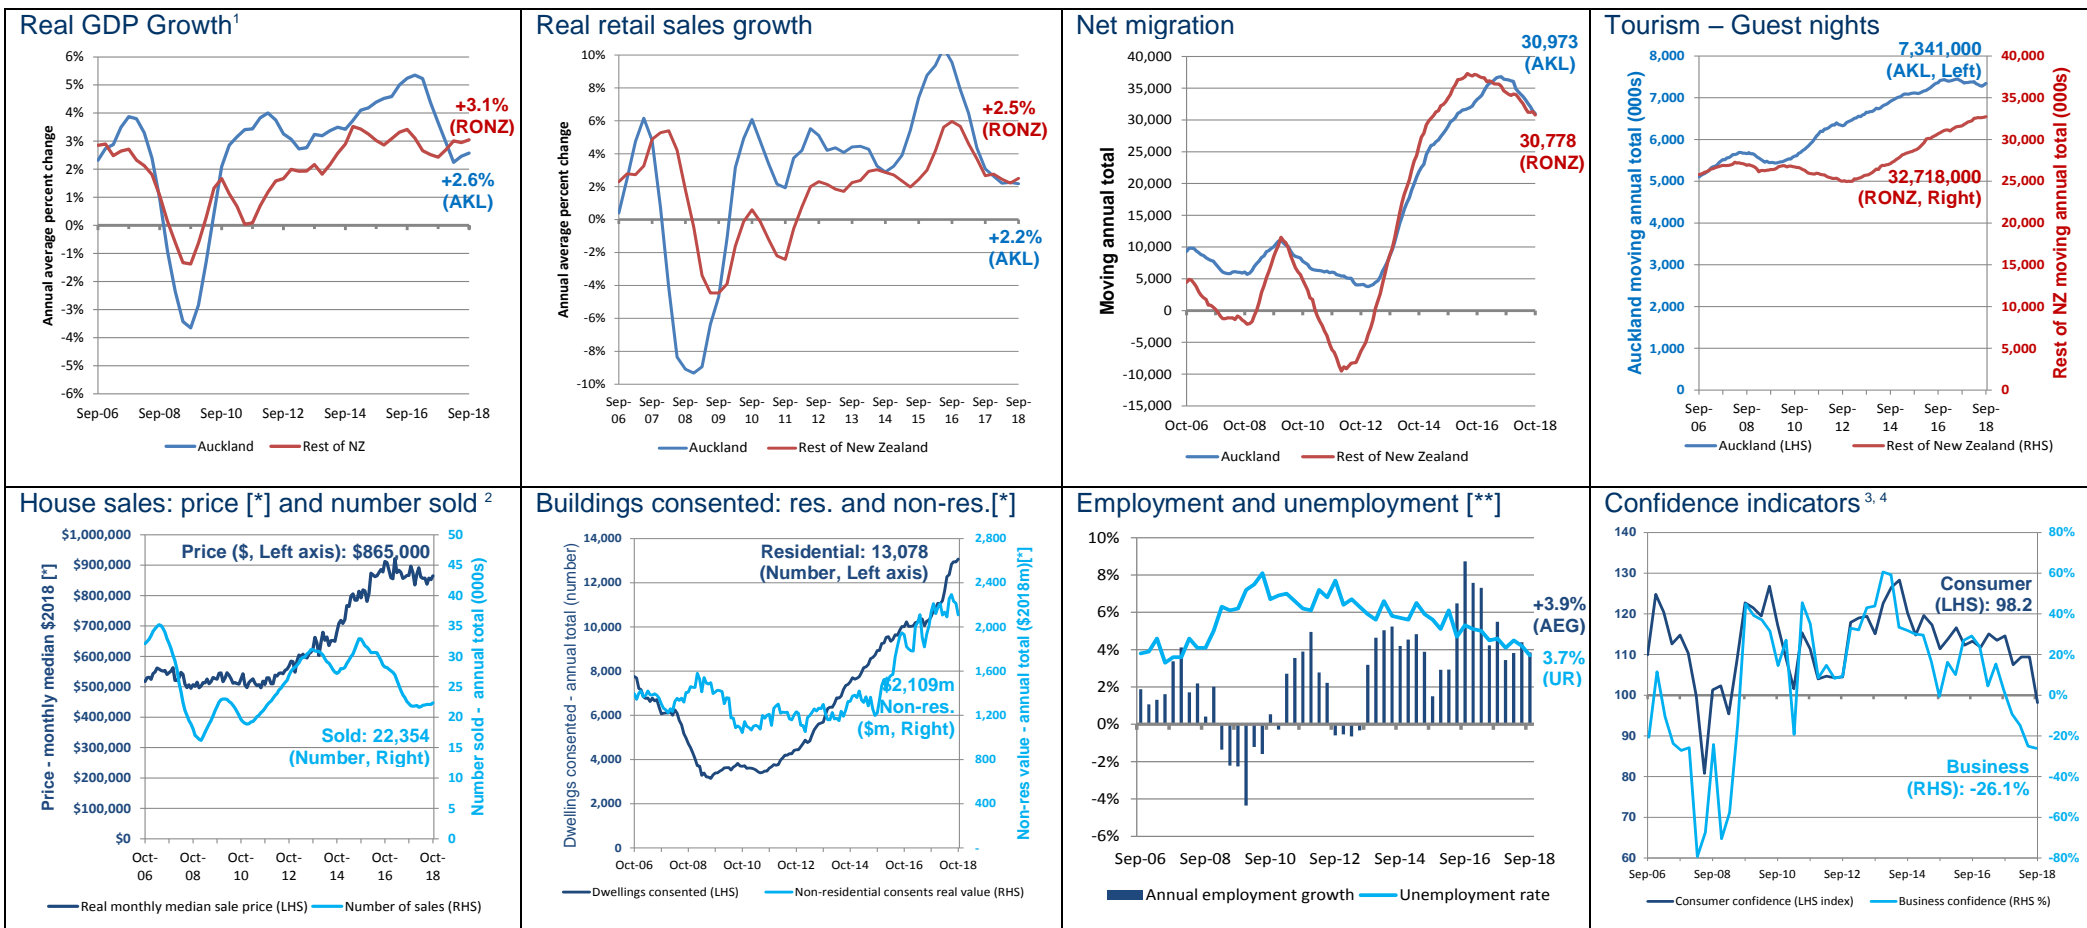 Real GDP Growth1
Annual average percent change
6%
5%
4%
3%
2%
1%
0%
-1%
-2%
-3%
-4%
-5%
-6%
+3.1%
(RONZ)
+2.6%
(AKL)
Sep-06 Sep-08 Sep-10 Sep-12 Sep-14 Sep-16 Sep-18
Auckland Rest of NZ
Real retail sales growth
Annual average percent change
10%
8%
6%
4%
2%
0%
-2%
-4%
-6%
-8%
-10%
+2.5%
(RONZ)
+2.2%
(AKL)
Sep- Sep- Sep- Sep- Sep- Sep- Sep- Sep- Sep- Sep- Sep- Sep- Sep-
06 07 08 09 10 11 12 13 14 15 16 17 18
Auckland Rest of New Zealand
Net migration
Moving annual total
40,000
35,000
30,000
25,000
20,000
15,000
10,000
5,000
0
-5,000
-10,000
-15,000
30,973
(AKL)
30,778
(RONZ)
Oct-06 Oct-08 Oct-10 Oct-12 Oct-14 Oct-16 Oct-18
Auckland Rest of New Zealand
Tourism – Guest nights
Auckland moving annual total (000s)
8,000
7,000
6,000
5,000
4,000
3,000
2,000
1,000
0
7,341,000
(AKL, Left)
32,718,000
(RONZ, Right)
40,000
35,000
30,000
25,000
20,000
15,000
10,000
5,000
0
Rest of NZ moving annual total (000s)
Sep- Sep- Sep- Sep- Sep- Sep- Sep-
06 08 10 12 14 16 18
Auckland (LHS) Rest of New Zealand (RHS)
House sales: price [*] and number sold 2
Price - monthly median $2018 [*]
$1,000,000
$900,000
$800,000
$700,000
$600,000
$500,000
$400,000
$300,000
$200,000
$100,000
$0
Price ($, Left axis): $865,000
Sold: 22,354
(Number, Right)
50
45
40
35
30
25
20
15
10
5
0
Number sold - annual total (000s)
Oct- Oct- Oct- Oct- Oct- Oct- Oct-
06 08 10 12 14 16 18
Real monthly median sale price (LHS) Number of sales (RHS)
Buildings consented: res. and non-res.[*]
Dwellings consented - annual total (number)
14,000
12,000
10,000
8,000
6,000
4,000
2,000
0
Residential: 13,078
(Number, Left axis)
$2,109m
Non-res.
($m, Right)
2,800
2,400
2,000
1,600
1,200
800
400
-
Non-res value - annual total ($2018m)[*]
Oct-06 Oct-08 Oct-10 Oct-12 Oct-14 Oct-16 Oct-18
Dwellings consented (LHS) Non-residential consents real value (RHS)
Employment and unemployment [**]
10%
8%
6%
4%
2%
0%
-2%
-4%
-6%
+3.9%
(AEG)
3.7%
(UR)
Sep-06 Sep-08 Sep-10 Sep-12 Sep-14 Sep-16 Sep-18
Annual employment growth Unemployment rate
Confidence indicators 3, 4
140
130
120
110
100
90
80
70
60
Consumer
(LHS): 98.2
Business
(RHS): -26.1%
80%
60%
40%
20%
0%
-20%
-40%
-60%
-80%
Sep-06 Sep-08 Sep-10 Sep-12 Sep-14 Sep-16 Sep-18
Consumer confidence (LHS index) Business confidence (RHS %)